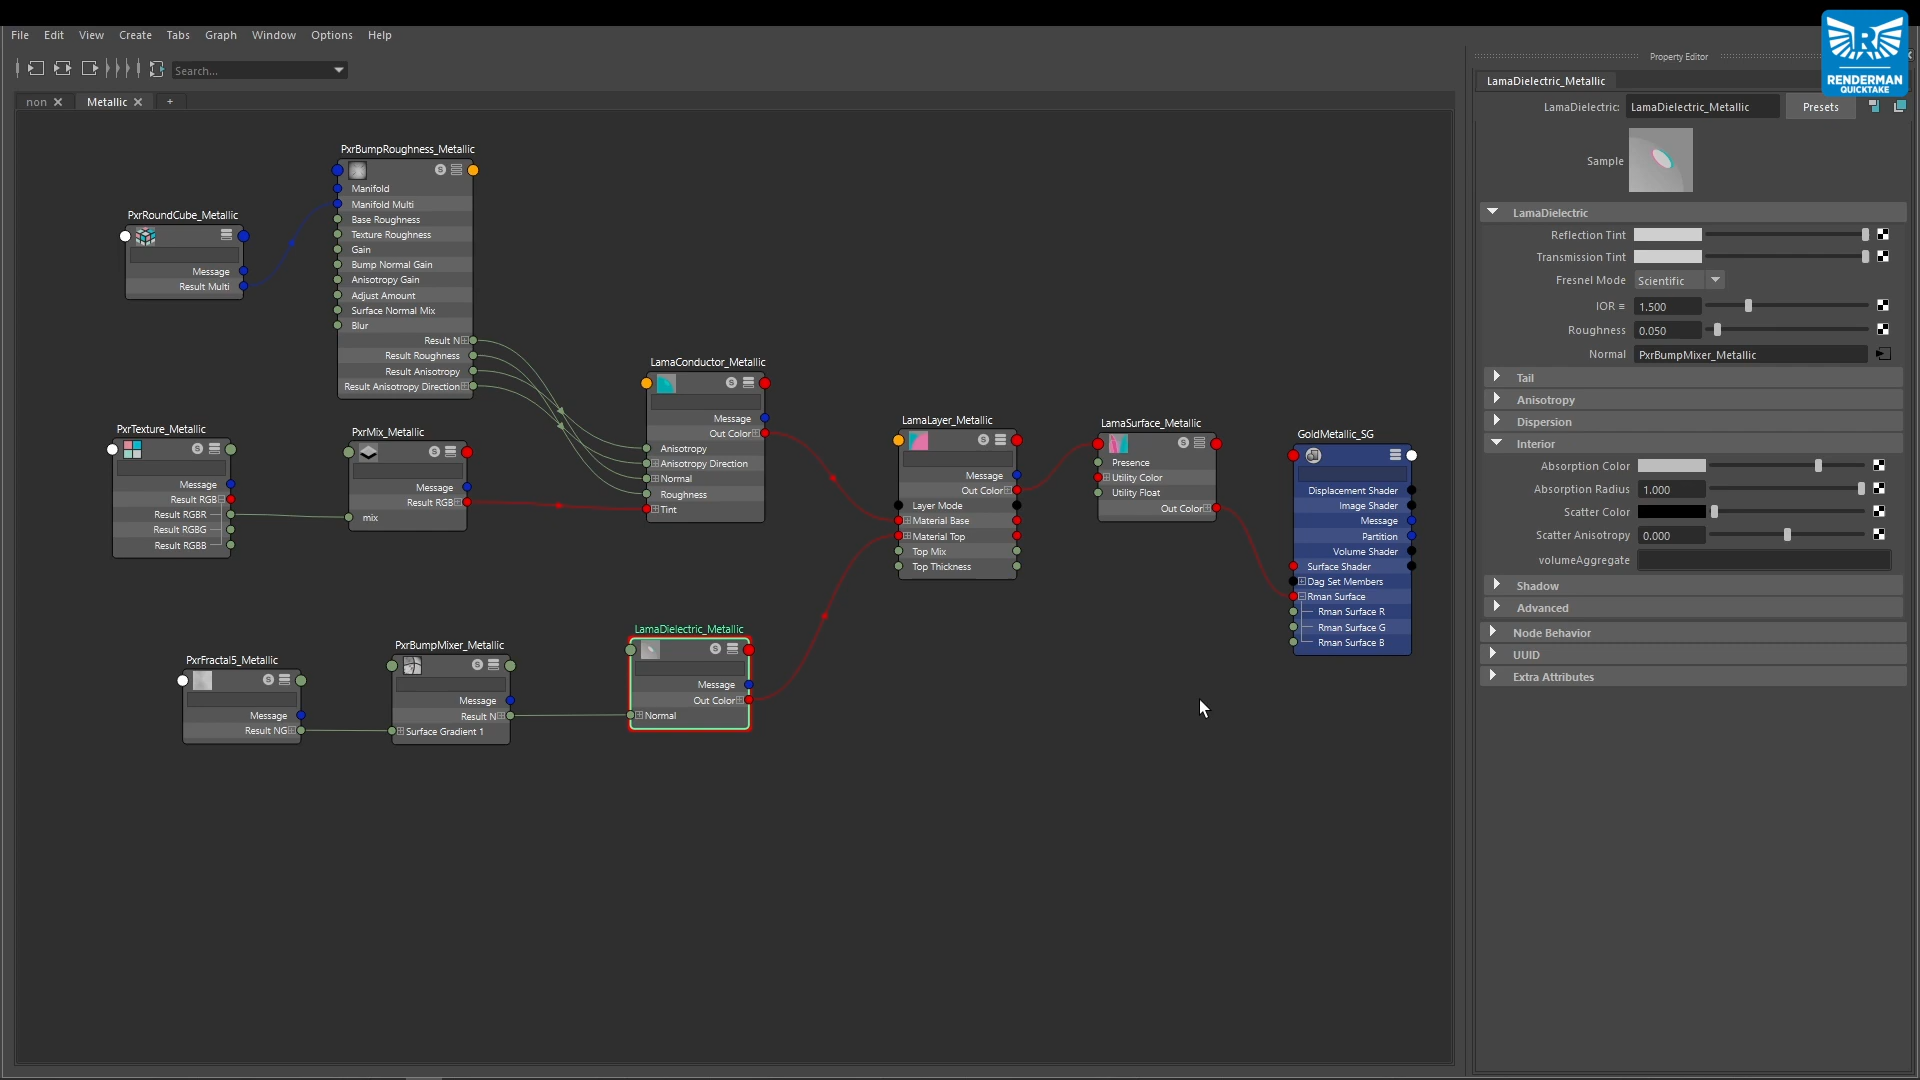 File Edit View Create Tabs Graph Window Options Help
Search...
non
Metallic
+
PxrBumpRoughness_Metallic
Manifold
Manifold Multi
Base Roughness
Texture Roughness
Gain
Bump Normal Gain
Anisotropy Gain
Adjust Amount
Surface Normal Mix
Blur
Result N
Result Roughness
Result Anisotropy
Result Anisotropy Direction
PxrRoundCube_Metallic
Message
Result Multi
LamaConductor_Metallic
Message
Out Color
Anisotropy
Anisotropy Direction
Normal
Roughness
Tint
PxrTexture_Metallic
Message
Result RGB
Result RGBR
Result RGBG
Result RGBB
PxrMix_Metallic
Message
Result RGB
mix
LamaLayer_Metallic
Message
Out Color
Layer Mode
Material Base
Material Top
Top Mix
Top Thickness
LamaSurface_Metallic
Presence
Utility Color
Utility Float
Out Color
GoldMetallic_SG
Displacement Shader
Image Shader
Message
Partition
Volume Shader
Surface Shader
Dag Set Members
Rman Surface
Rman Surface R
Rman Surface G
Rman Surface B
PxrFractal5_Metallic
Message
Result NG
PxrBumpMixer_Metallic
Message
Result N
Surface Gradient 1
LamaDielectric_Metallic
Message
Out Color
Normal
Property Editor
R
RENDERMAN
QUICKTAKE
LamaDielectric_Metallic
LamaDielectric: LamaDielectric_Metallic Presets
Sample
LamaDielectric
Reflection Tint
Transmission Tint
Fresnel Mode Scientific
IOR 1.500
Roughness 0.050
Normal PxrBumpMixer_Metallic
Tail
Anisotropy
Dispersion
Interior
Absorption Color
Absorption Radius 1.000
Scatter Color
Scatter Anisotropy 0.000
volumeAggregate
Shadow
Advanced
Node Behavior
UUID
Extra Attributes